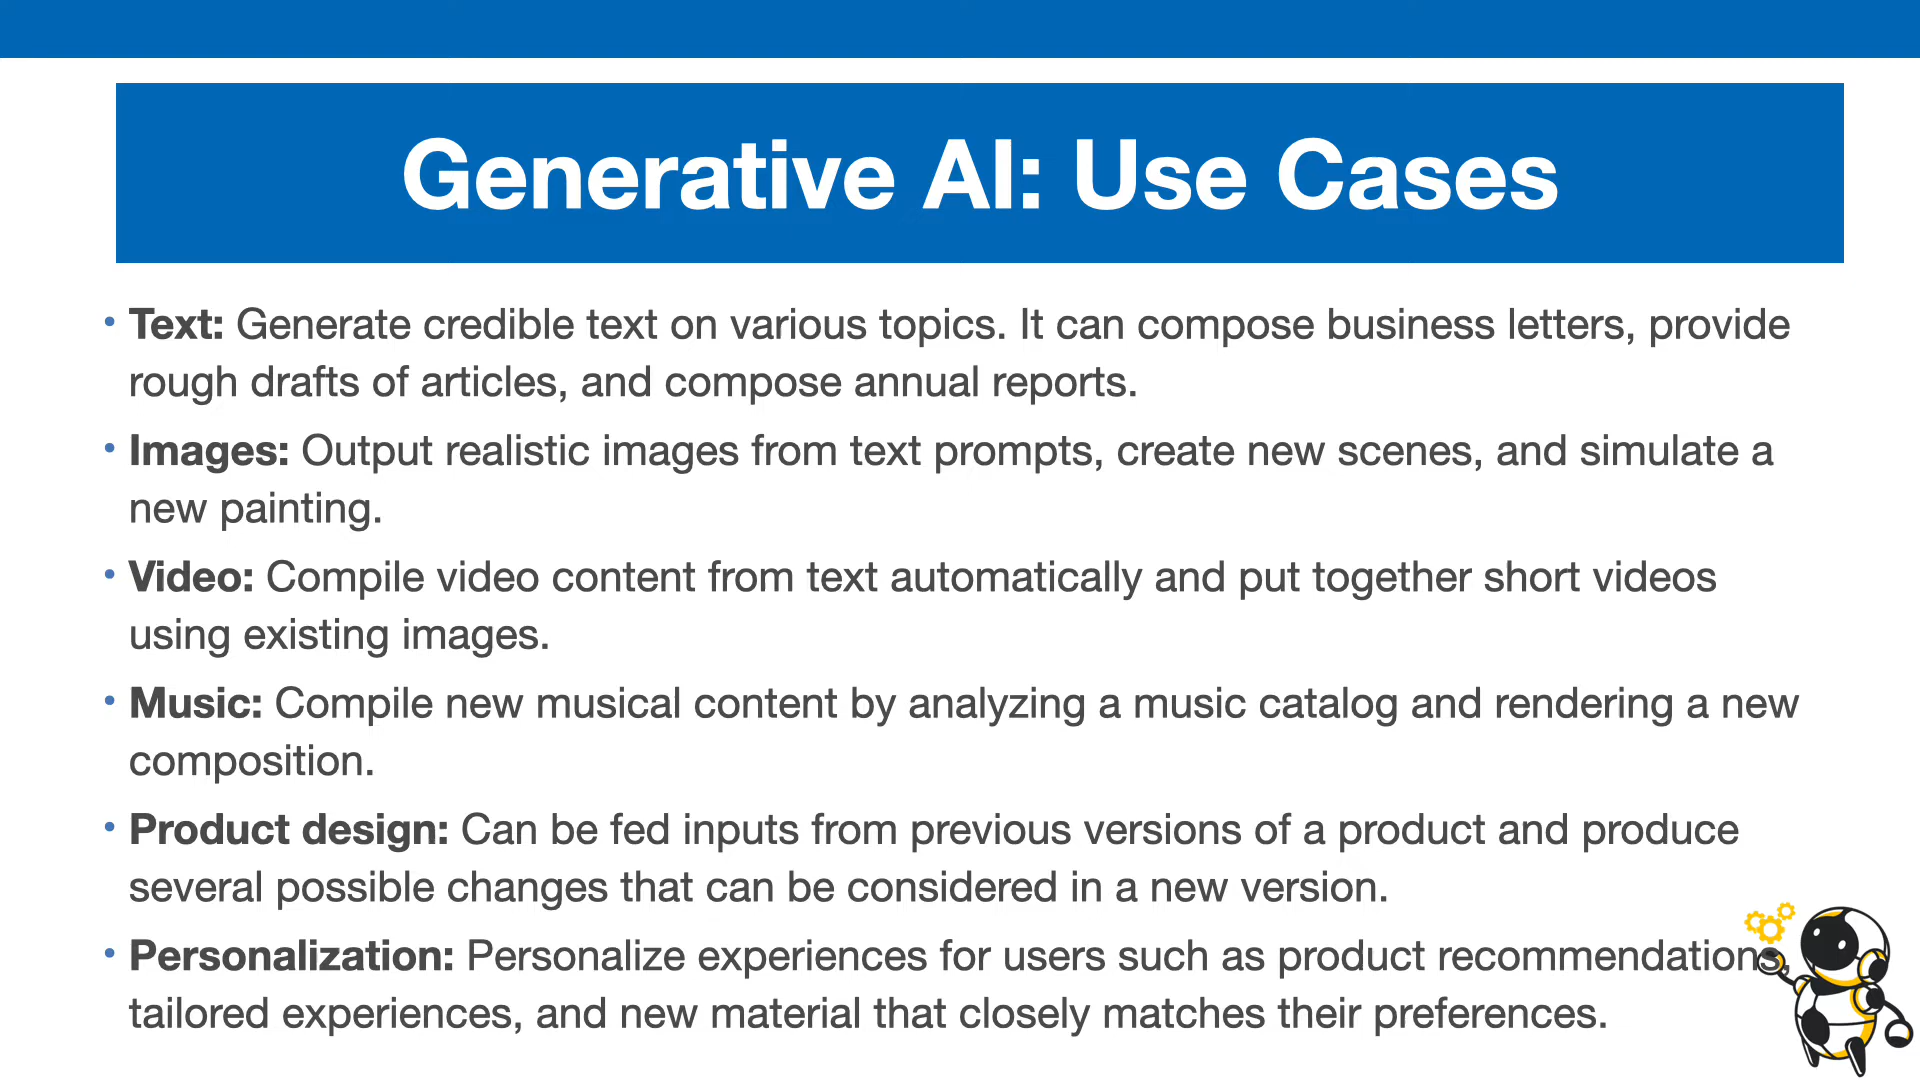 Generative AI: Use Cases
• Text: Generate credible text on various topics. It can compose business letters, provide
rough drafts of articles, and compose annual reports.
• Images: Output realistic images from text prompts, create new scenes, and simulate a
new painting.
• Video: Compile video content from text automatically and put together short videos
using existing images.
• Music: Compile new musical content by analyzing a music catalog and rendering a new
composition.
• Product design: Can be fed inputs from previous versions of a product and produce
several possible changes that can be considered in a new version.
• Personalization: Personalize experiences for users such as product recommendations,
tailored experiences, and new material that closely matches their preferences.